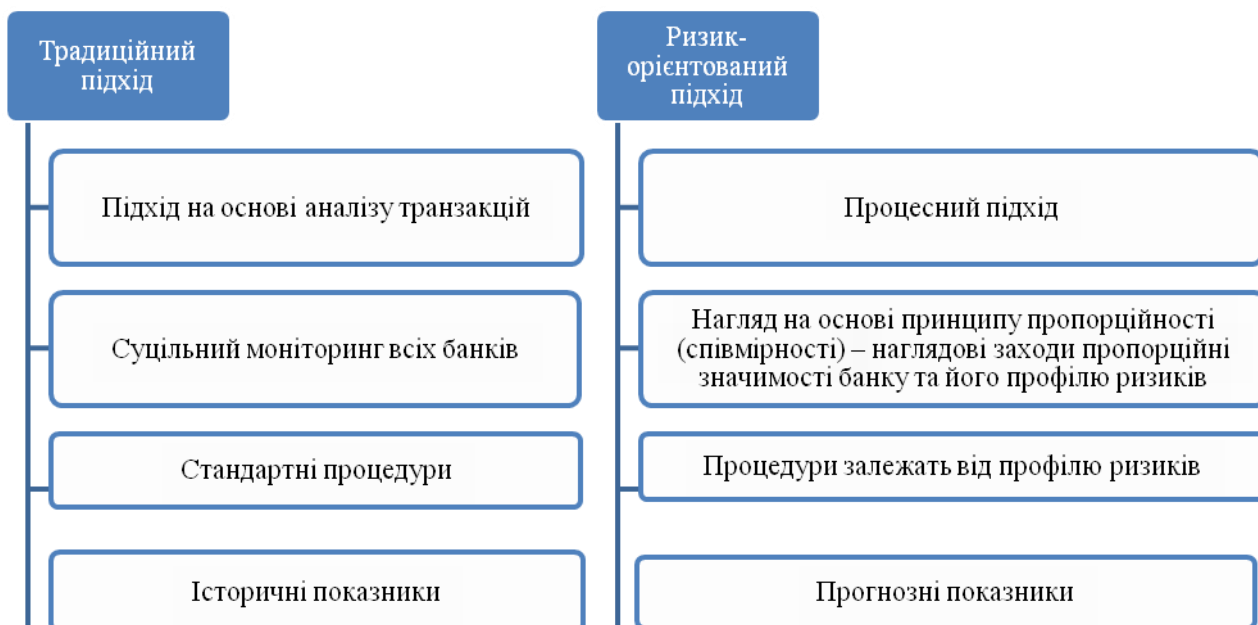 Традиційний
підхід
Підхід на основі аналізу транзакцій
Суцільний моніторинг всіх банків
Стандартні процедури
Історичні показники
Ризик-
орієнтований
підхід
Процесний підхід
Нагляд на основі принципу пропорційності
(співмірності) – наглядові заходи пропорційні
значимості банку та його профілю ризиків
Процедури залежать від профілю ризиків
Прогнозні показники